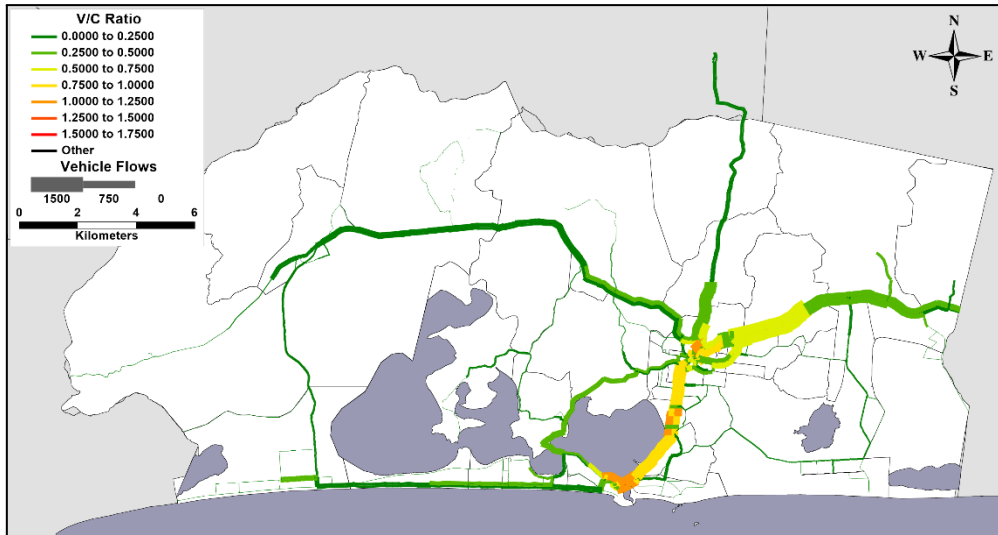 V/C Ratio
0.0000 to 0.2500
0.2500 to 0.5000
0.5000 to 0.7500
0.7500 to 1.0000
1.0000 to 1.2500
1.2500 to 1.5000
1.5000 to 1.7500
Other
Vehicle Flows
1500 750 0
0 2 4 6
Kilometers
N
W E
S